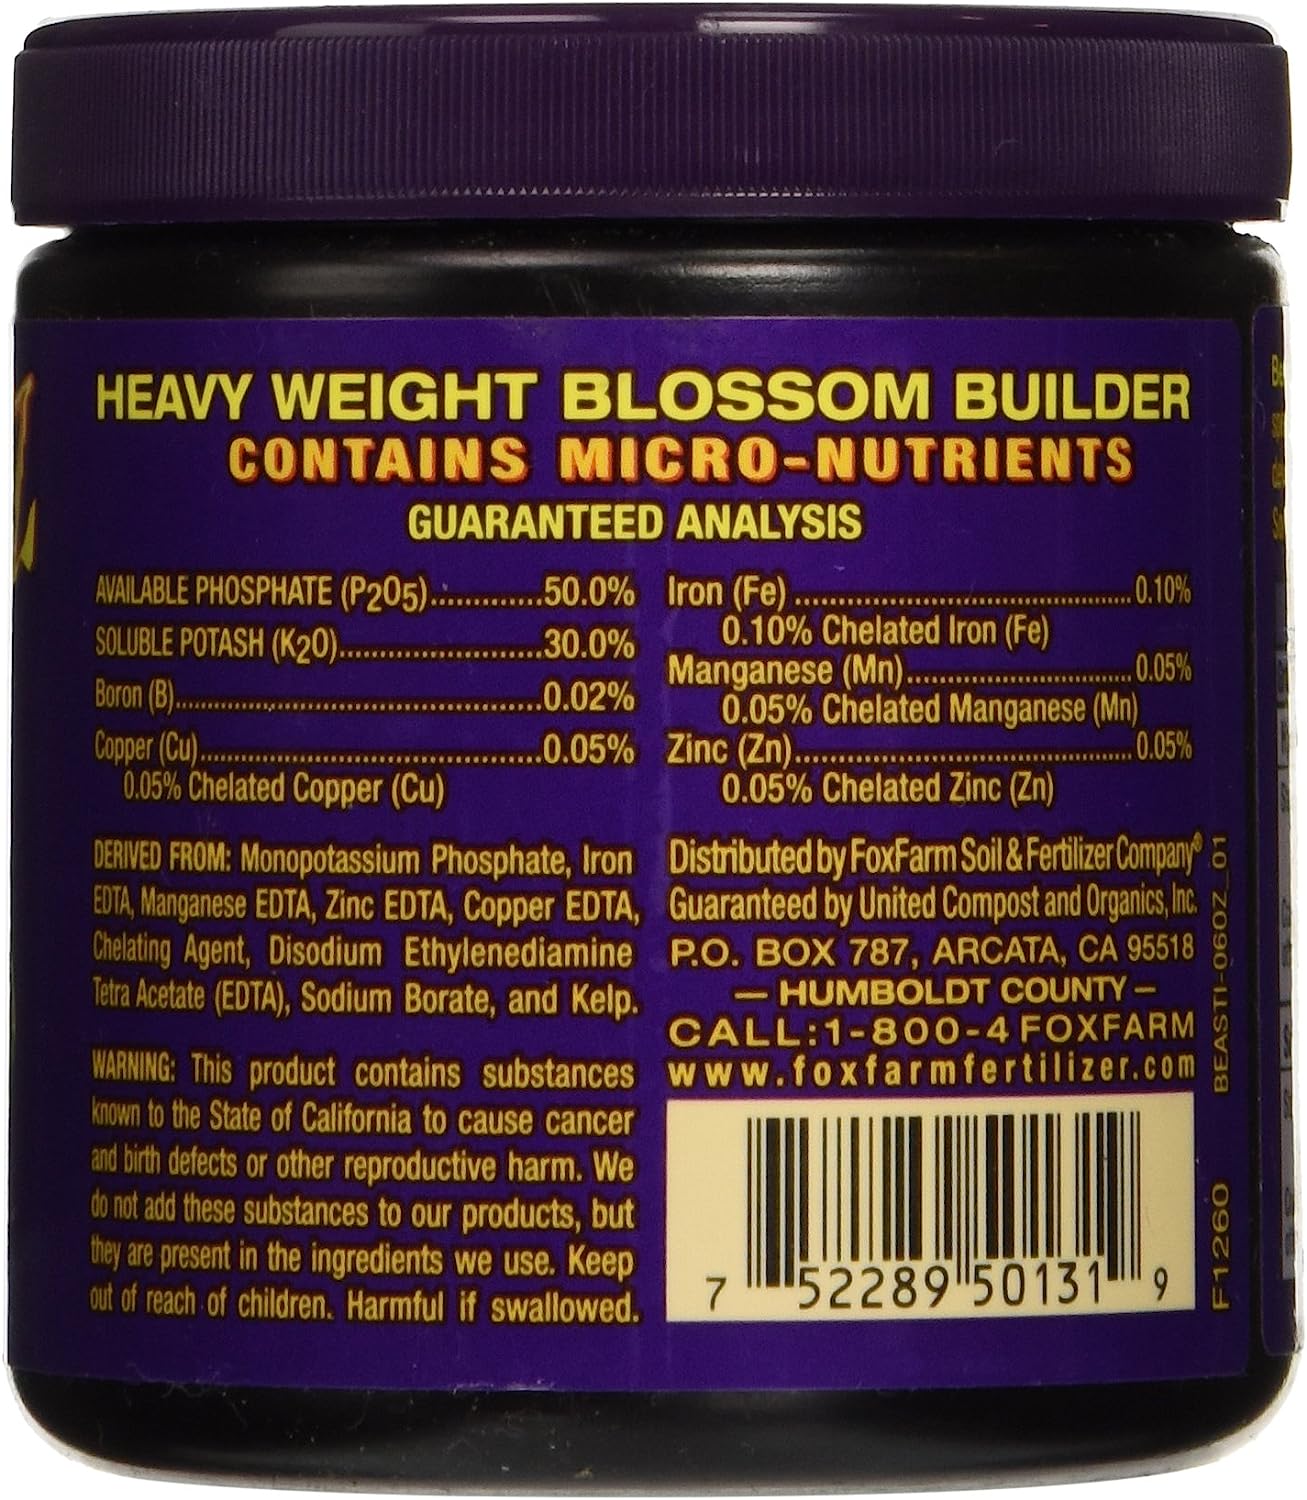 HEAVY WEIGHT BLOSSOM BUILDER
CONTAINS MICRO-NUTRIENTS
GUARANTEED ANALYSIS
AVAILABLE PHOSPHATE (P2O5).............50.0%
SOLUBLE POTASH (K2O).......................30.0%
Boron (B)..........................................0.02%
Copper (Cu).......................................0.05%
0.05% Chelated Copper (Cu)
Iron (Fe) ........................................0.10%
0.10% Chelated Iron (Fe)
Manganese (Mn)...........................0.05%
0.05% Chelated Manganese (Mn)
Zinc (Zn)........................................0.05%
0.05% Chelated Zinc (Zn)
DERIVED FROM: Monopotassium Phosphate, Iron
EDTA, Manganese EDTA, Zinc EDTA, Copper EDTA,
Chelating Agent, Disodium Ethylenediamine
Tetra Acetate (EDTA), Sodium Borate, and Kelp.
WARNING: This product contains substances
known to the State of California to cause cancer
and birth defects or other reproductive harm. We
do not add these substances to our products, but
they are present in the ingredients we use. Keep
out of reach of children. Harmful if swallowed.
Distributed by FoxFarm Soil & Fertilizer Company®
Guaranteed by United Compost and Organics, Inc.
P.O. BOX 787, ARCATA, CA 95518
— HUMBOLDT COUNTY —
CALL:1-800-4FOXFARM
www.foxfarmfertilizer.com
7 52289 50131 9
F1260
BEASTI-060Z_01